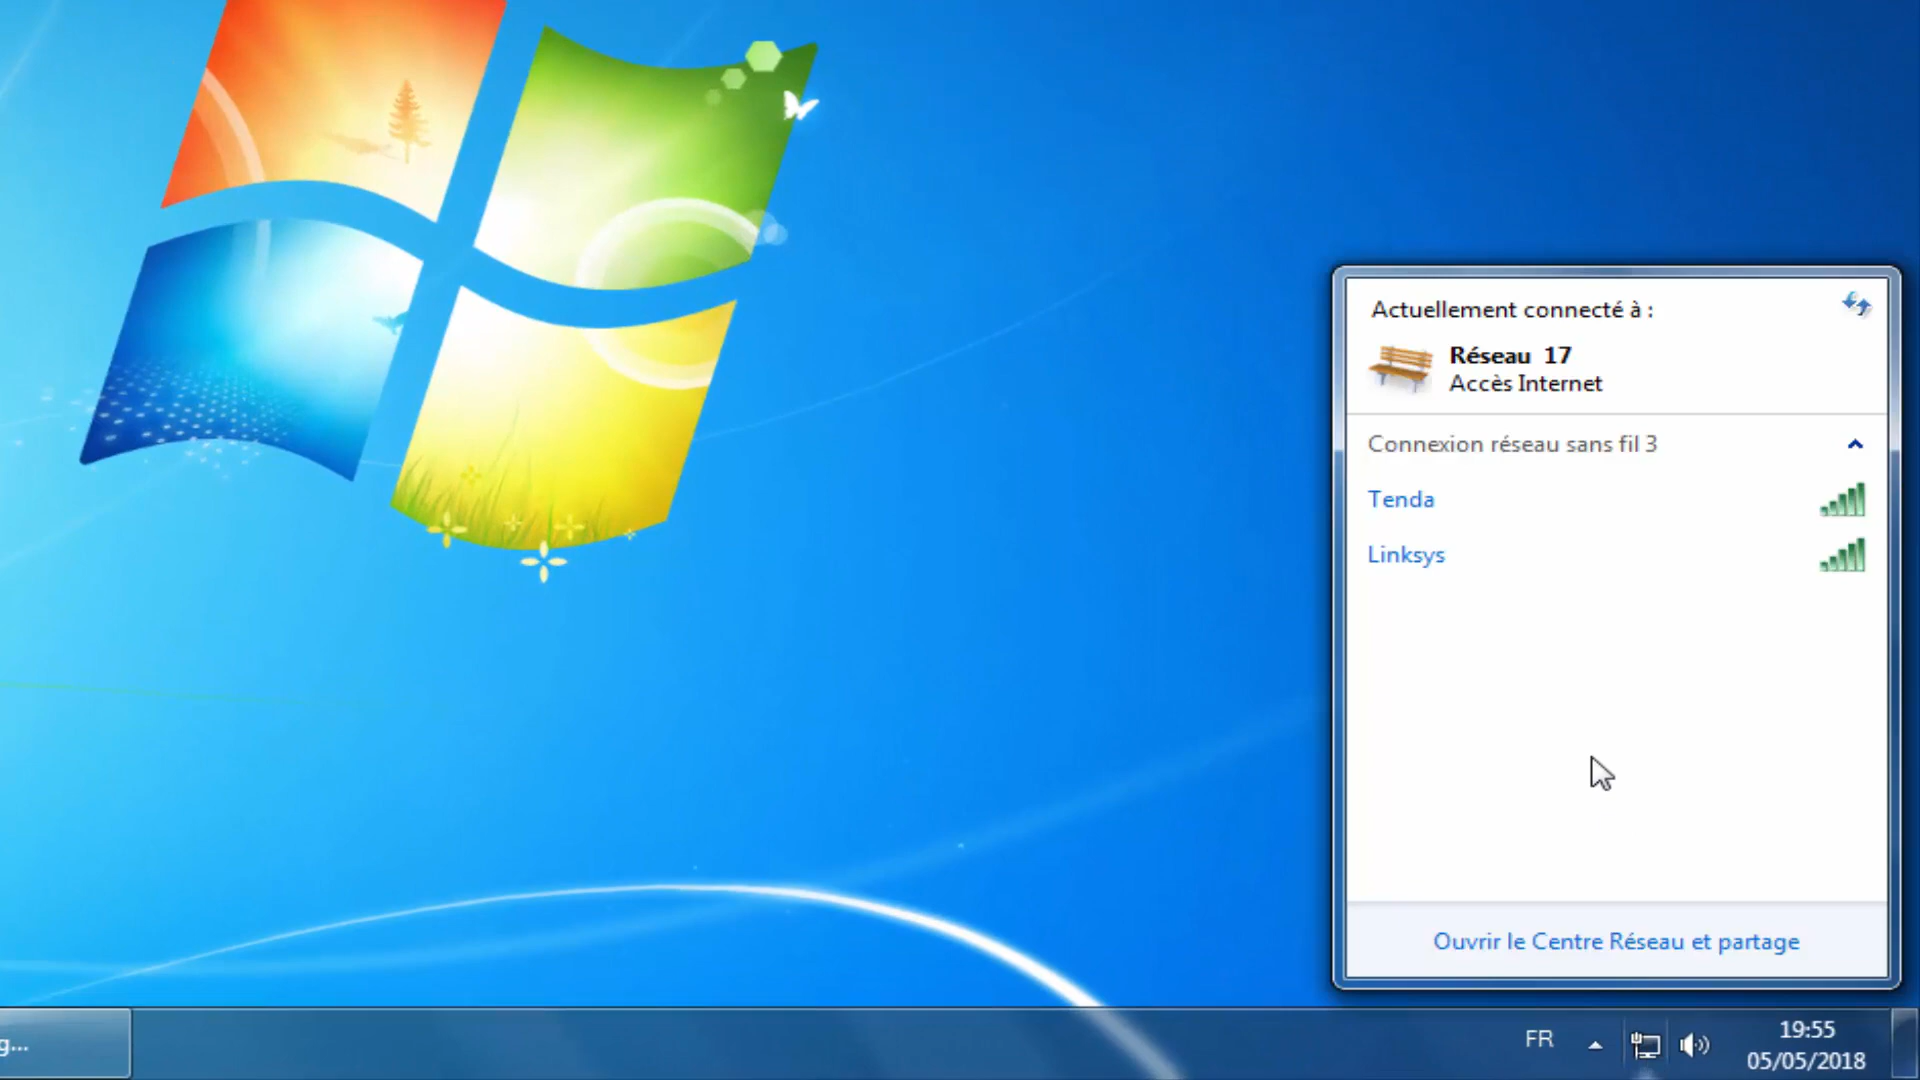 Actuellement connecté à :
Réseau 17
Accès Internet
Connexion réseau sans fil 3
Tenda
Linksys
Ouvrir le Centre Réseau et partage
g...
FR
19:55
05/05/2018